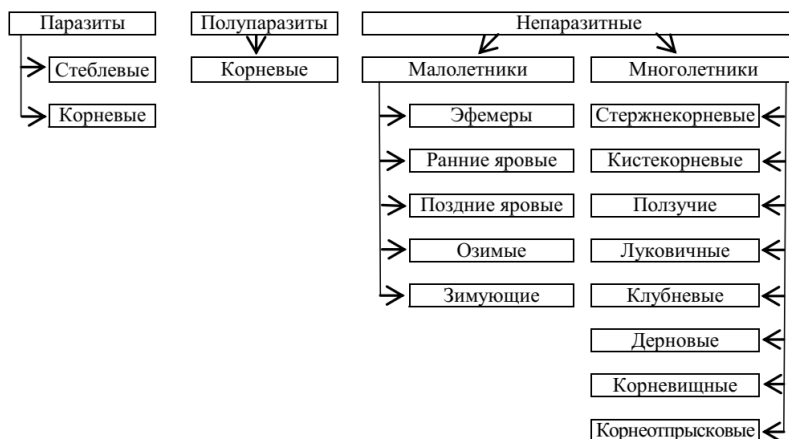 Паразиты
Стеблевые
Корневые
Полупаразиты
Корневые
Непаразитные
Малолетники
Эфемеры
Ранние яровые
Поздние яровые
Озимые
Зимующие
Многолетники
Стержнекорневые
Кистекорневые
Ползучие
Луковичные
Клубневые
Дерновые
Корневищные
Корнеотпрысковые